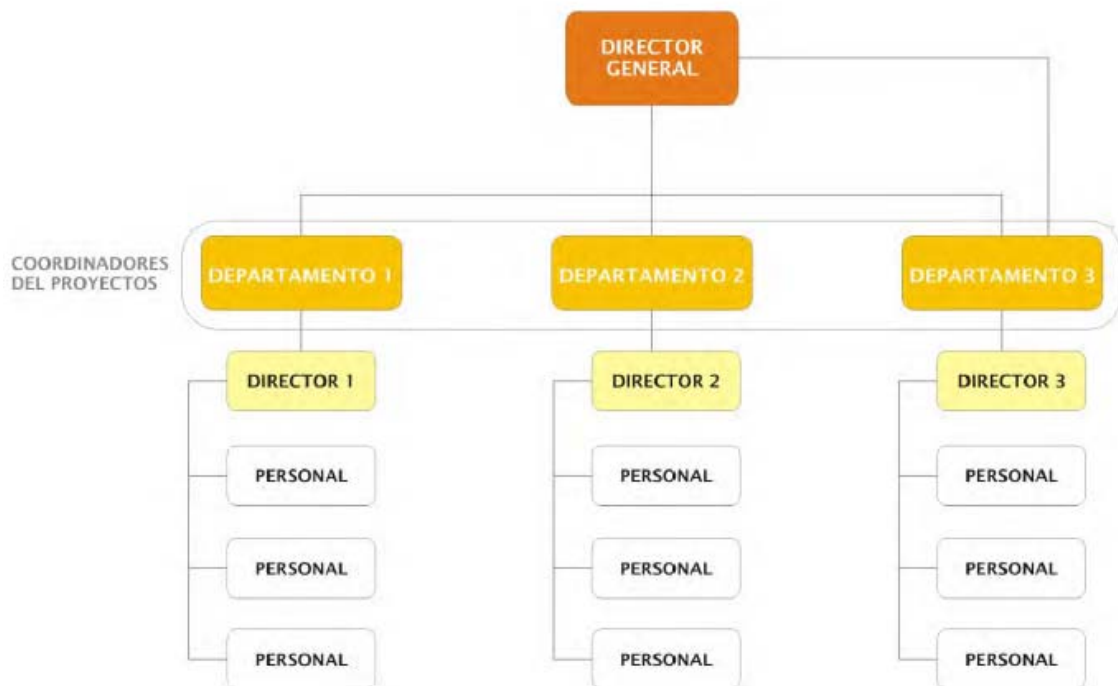 DIRECTOR
GENERAL
COORDINADORES
DEL PROYECTOS
DEPARTAMENTO 1
DEPARTAMENTO 2
DEPARTAMENTO 3
DIRECTOR 1
DIRECTOR 2
DIRECTOR 3
PERSONAL
PERSONAL
PERSONAL
PERSONAL
PERSONAL
PERSONAL
PERSONAL
PERSONAL
PERSONAL